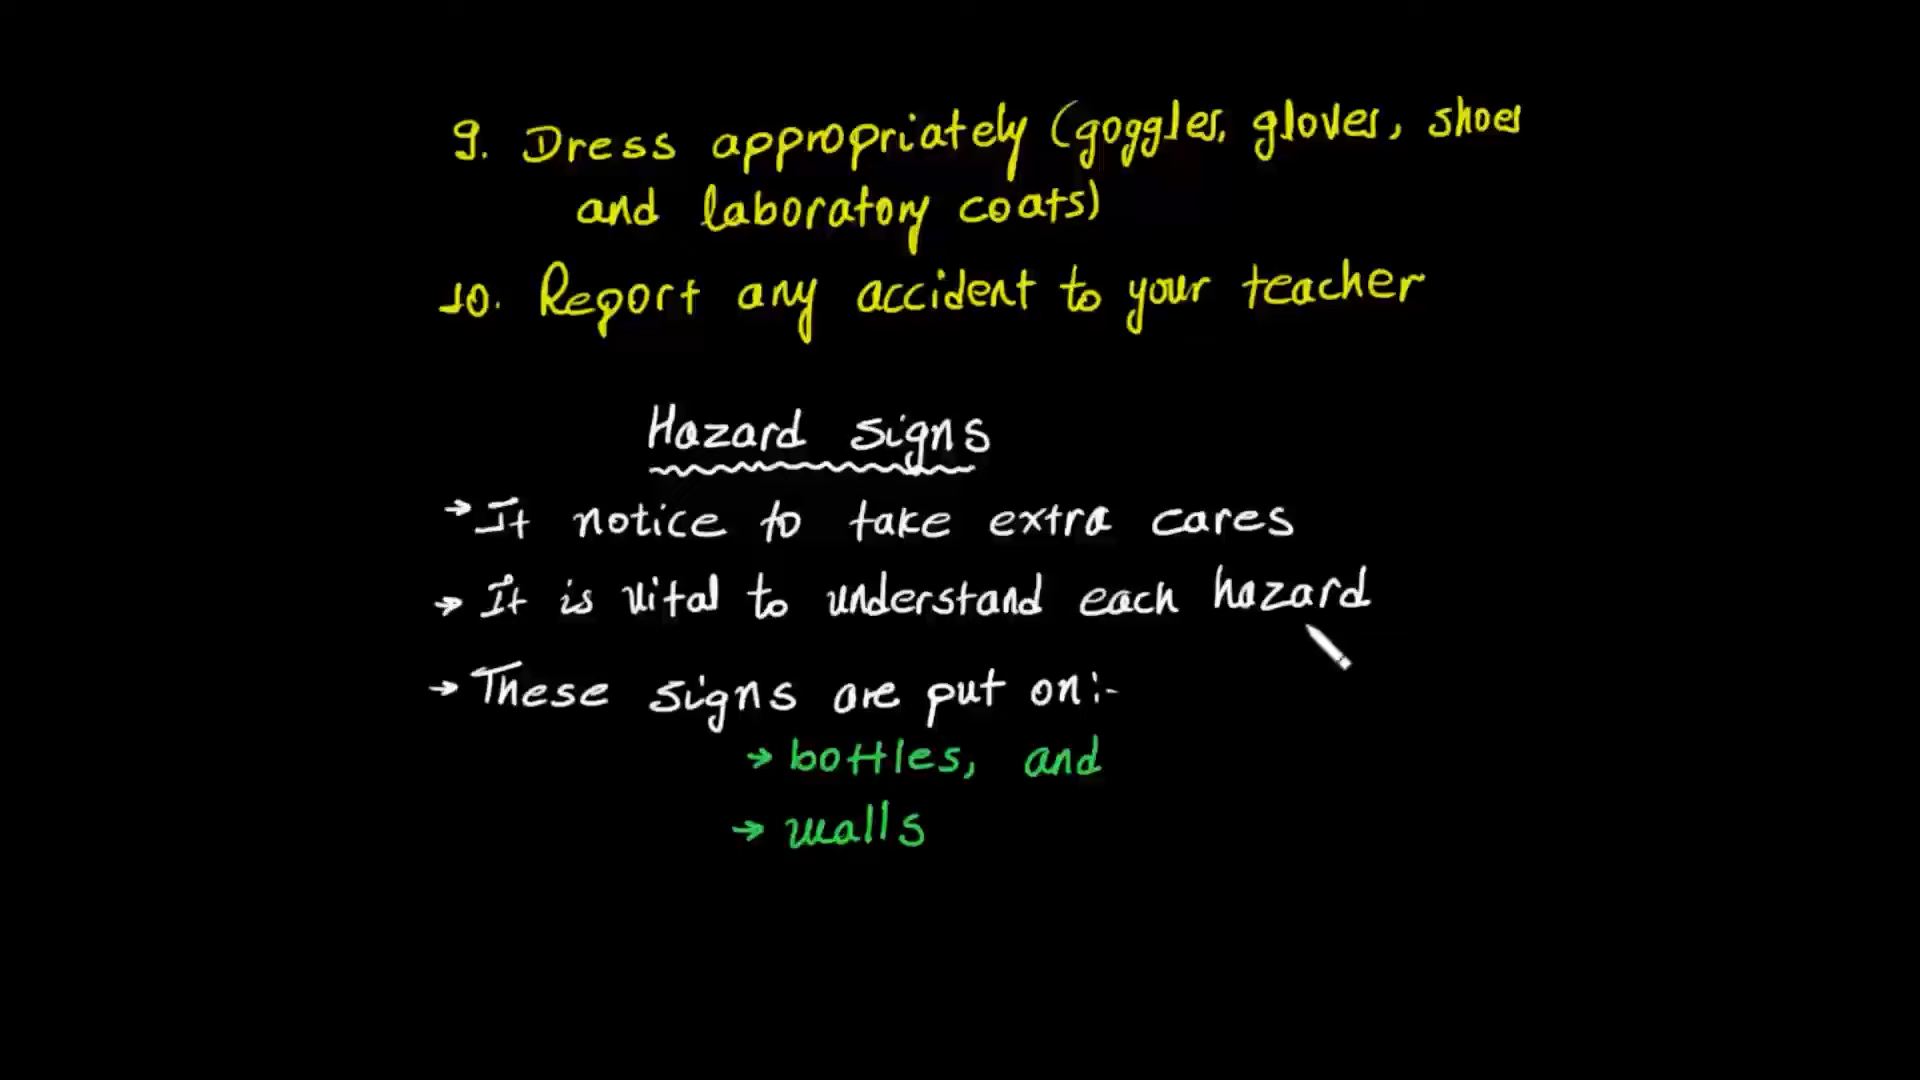 9. Dress appropriately (goggles, gloves, shoes
and laboratory coats)
10. Report any accident to your teacher
Hazard signs
→ It notice to take extra cares
→ It is vital to understand each hazard
→ These signs are put on:-
→ bottles, and
→ walls